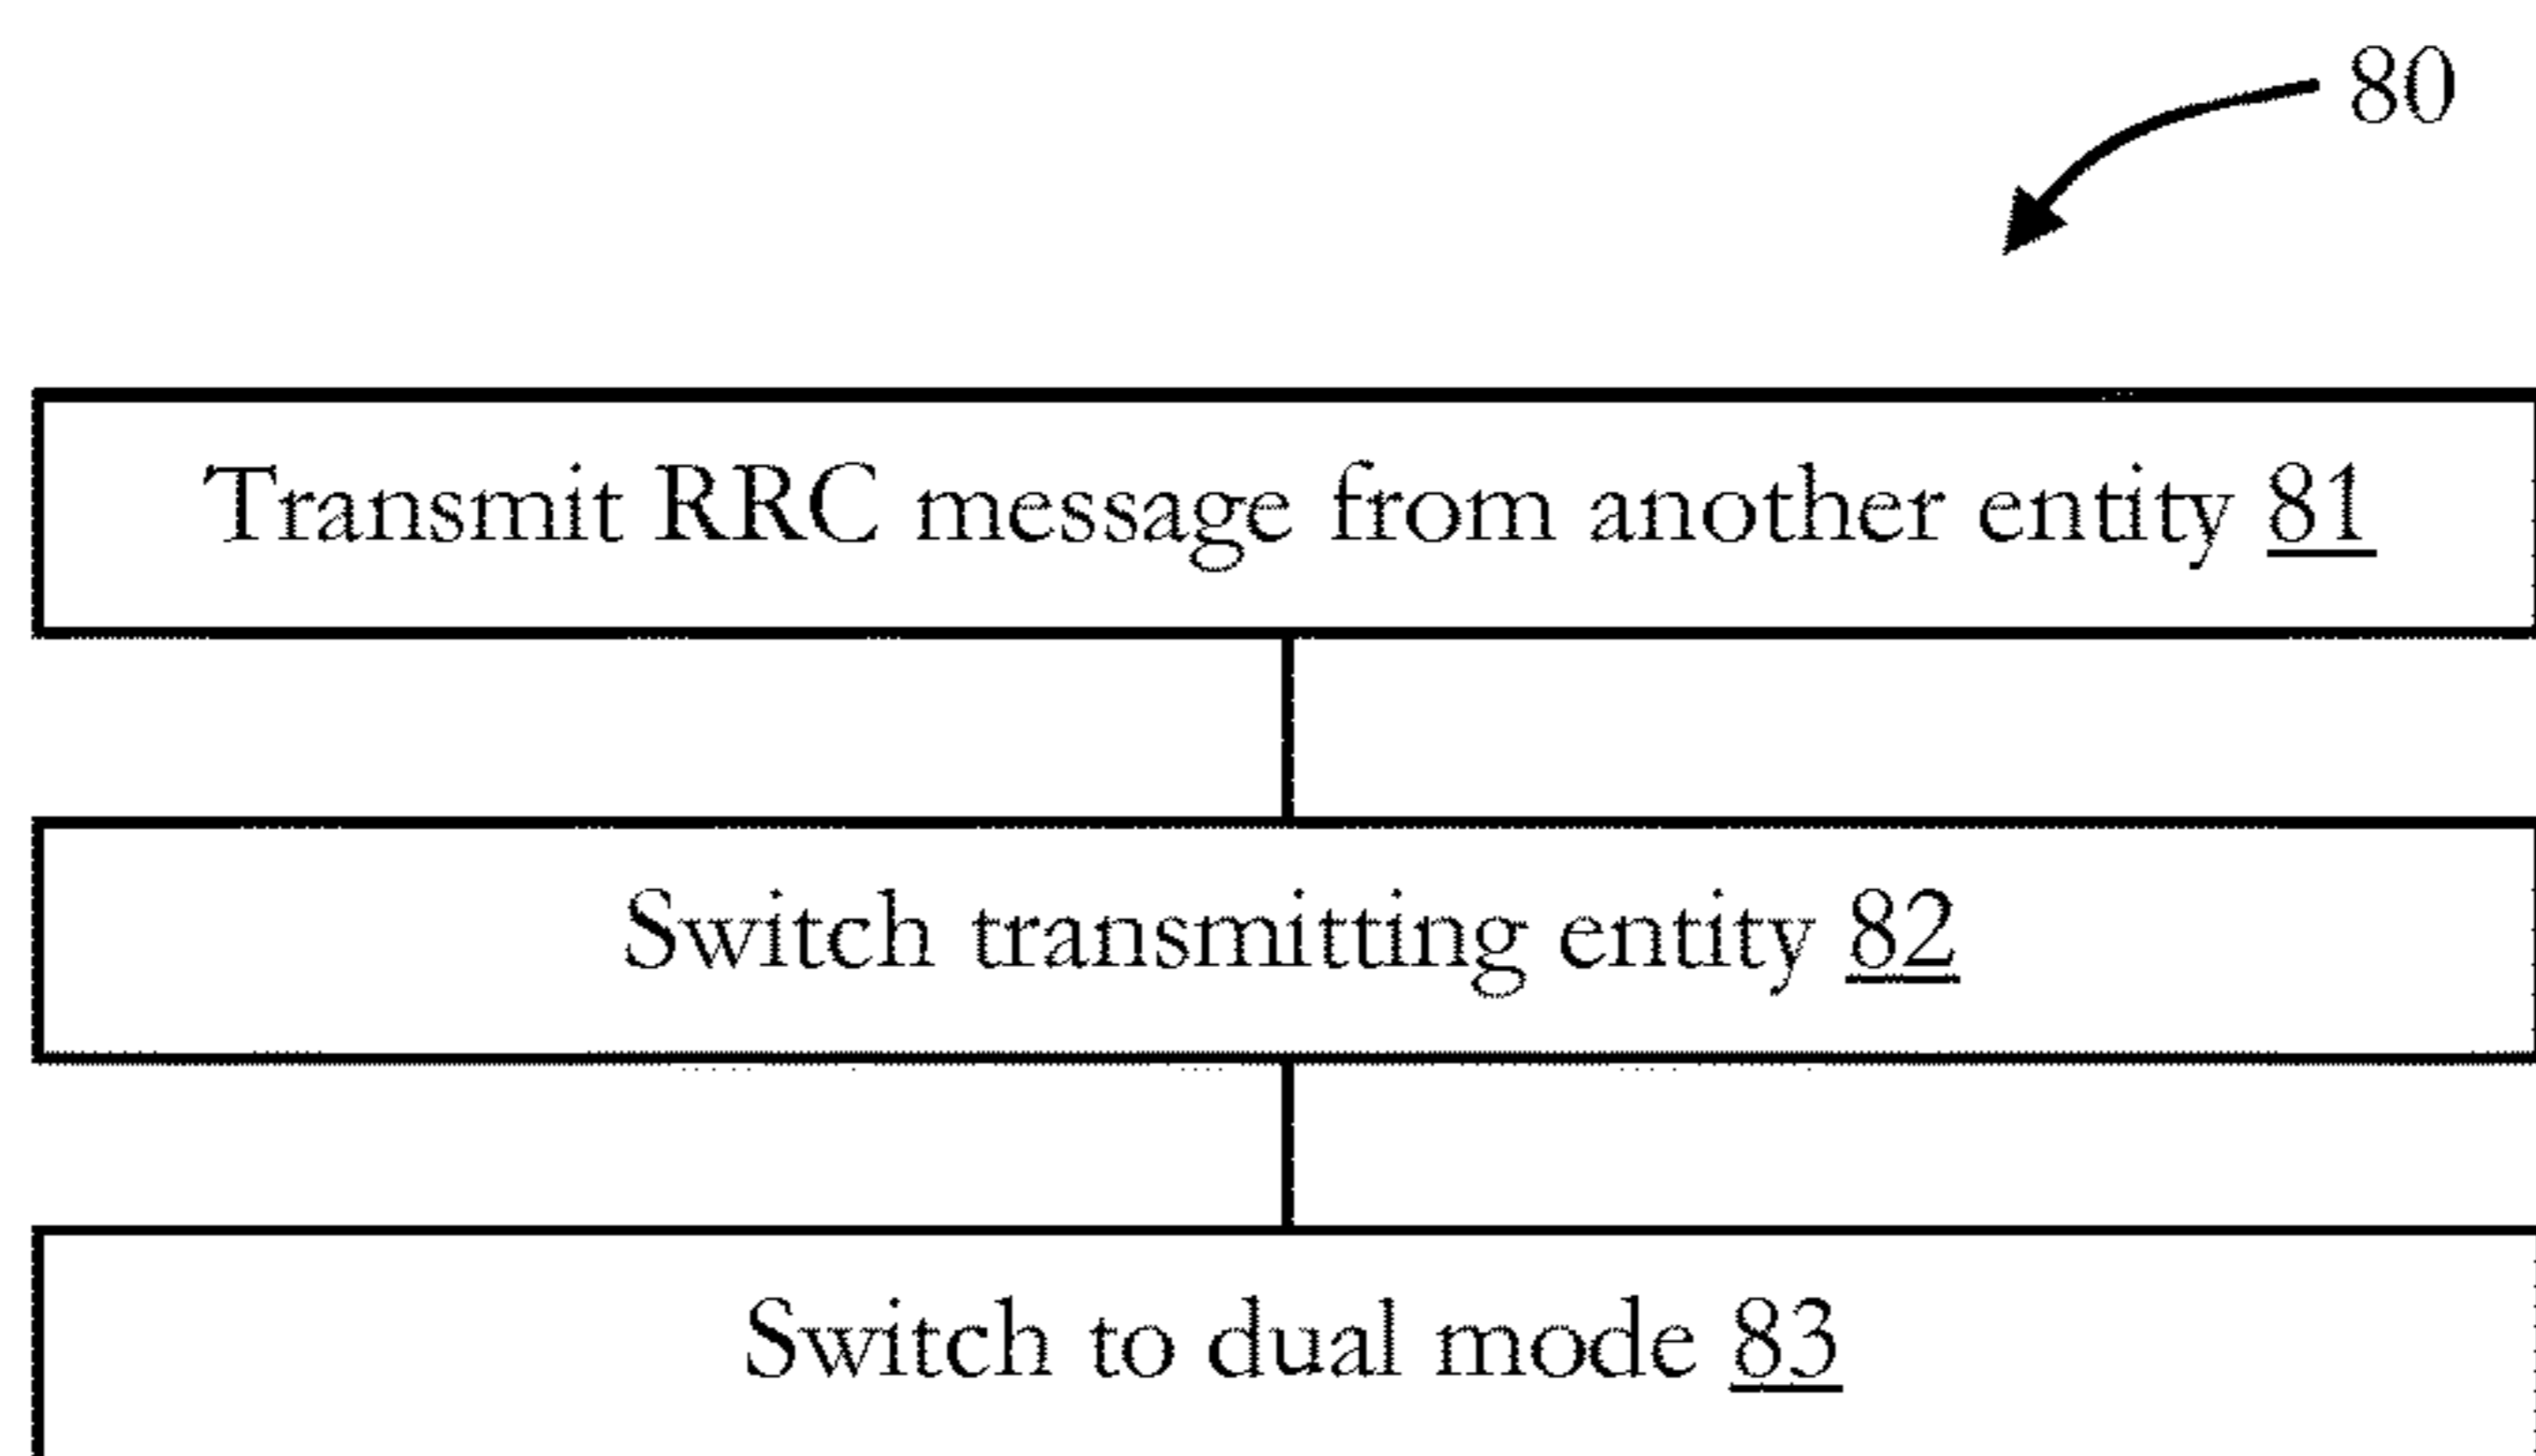 80
Transmit RRC message from another entity 81
Switch transmitting entity 82
Switch to dual mode 83